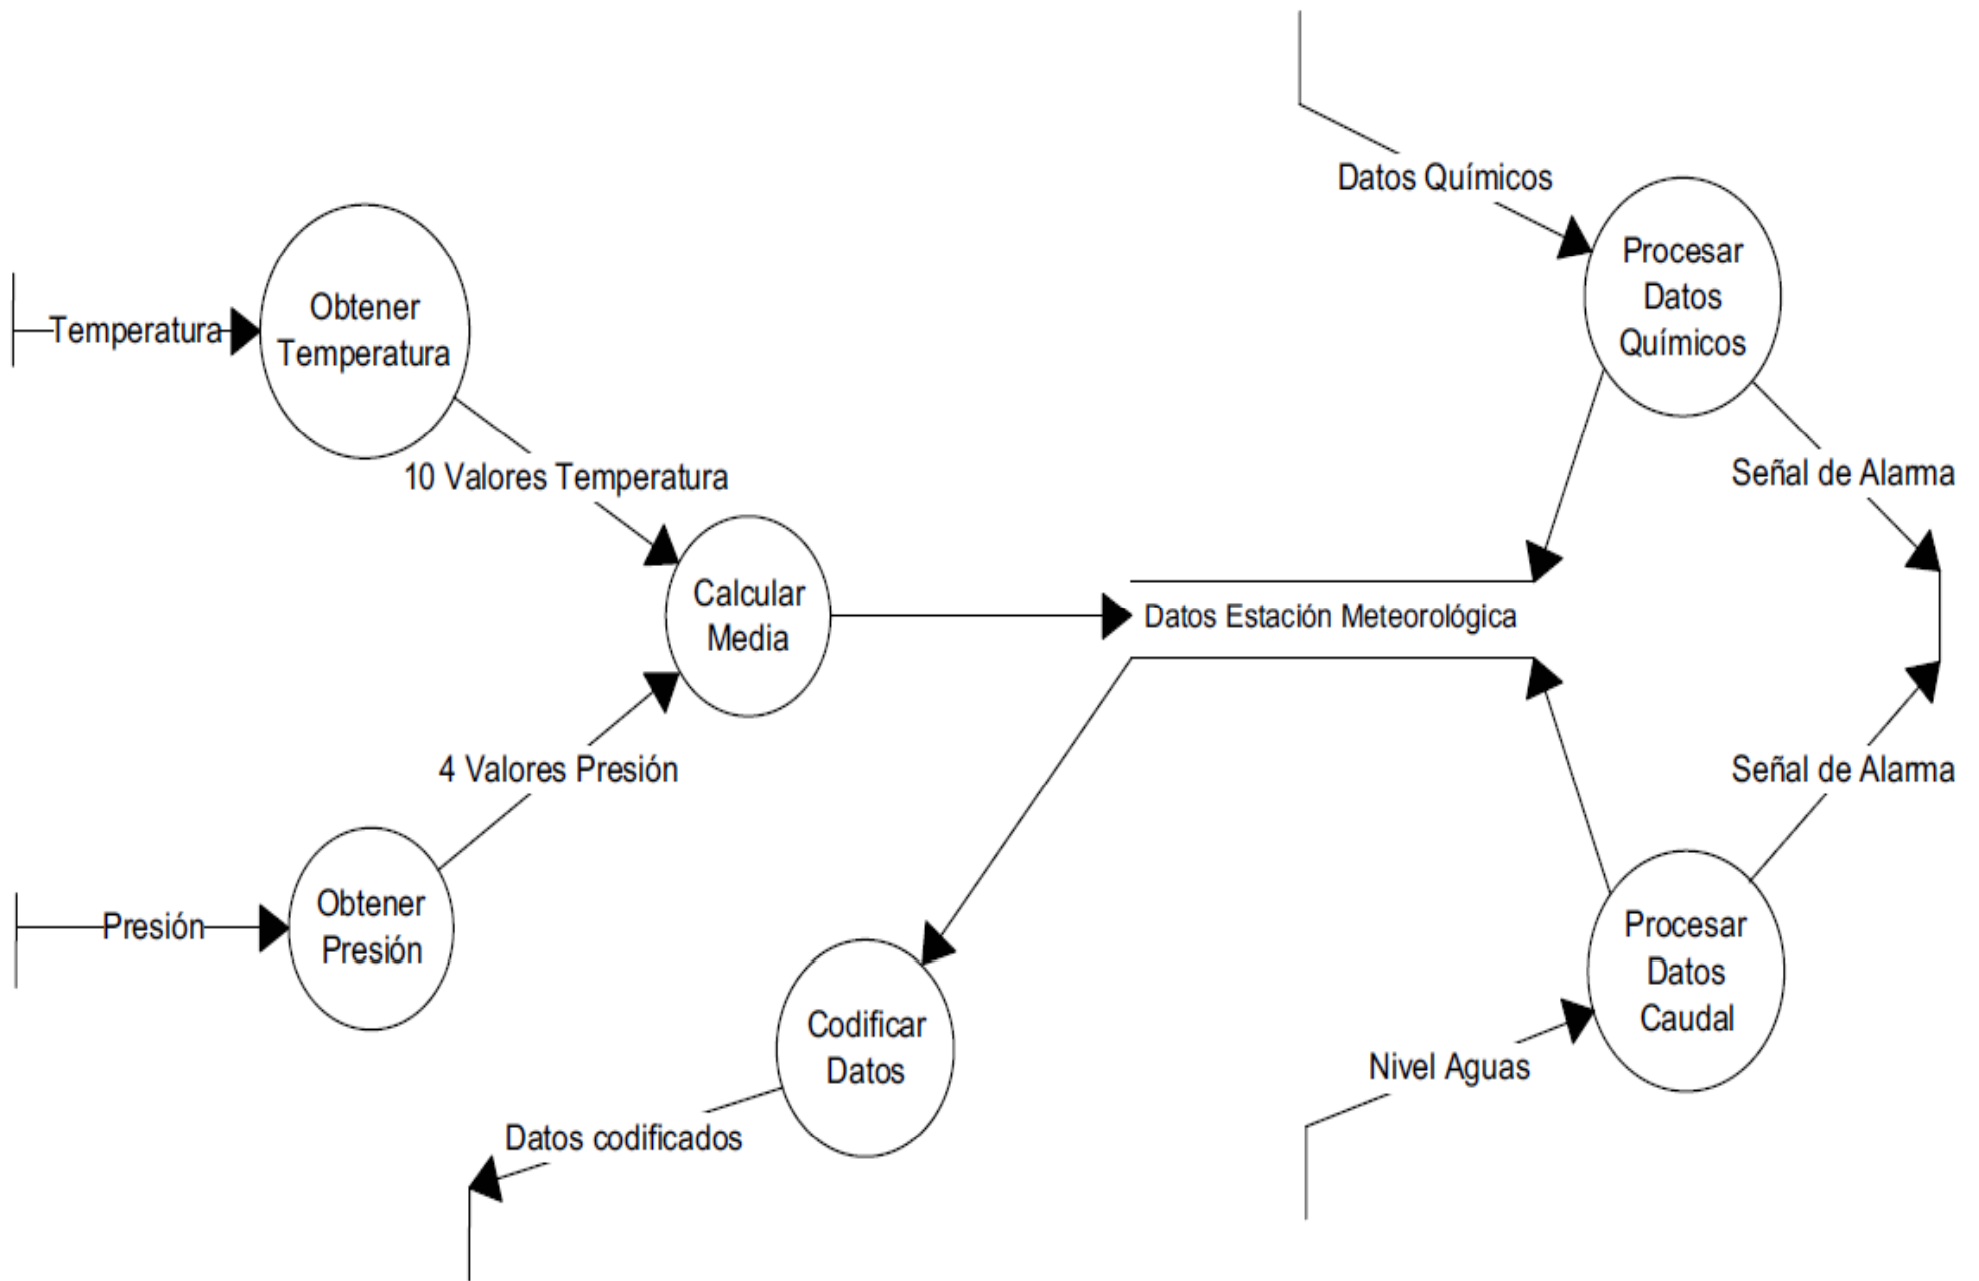 Datos Químicos
Procesar
Datos
Químicos
Obtener
Temperatura
Temperatura
10 Valores Temperatura
Señal de Alarma
Calcular
Media
Datos Estación Meteorológica
4 Valores Presión
Señal de Alarma
Obtener
Presión
Presión
Procesar
Datos
Caudal
Codificar
Datos
Nivel Aguas
Datos codificados